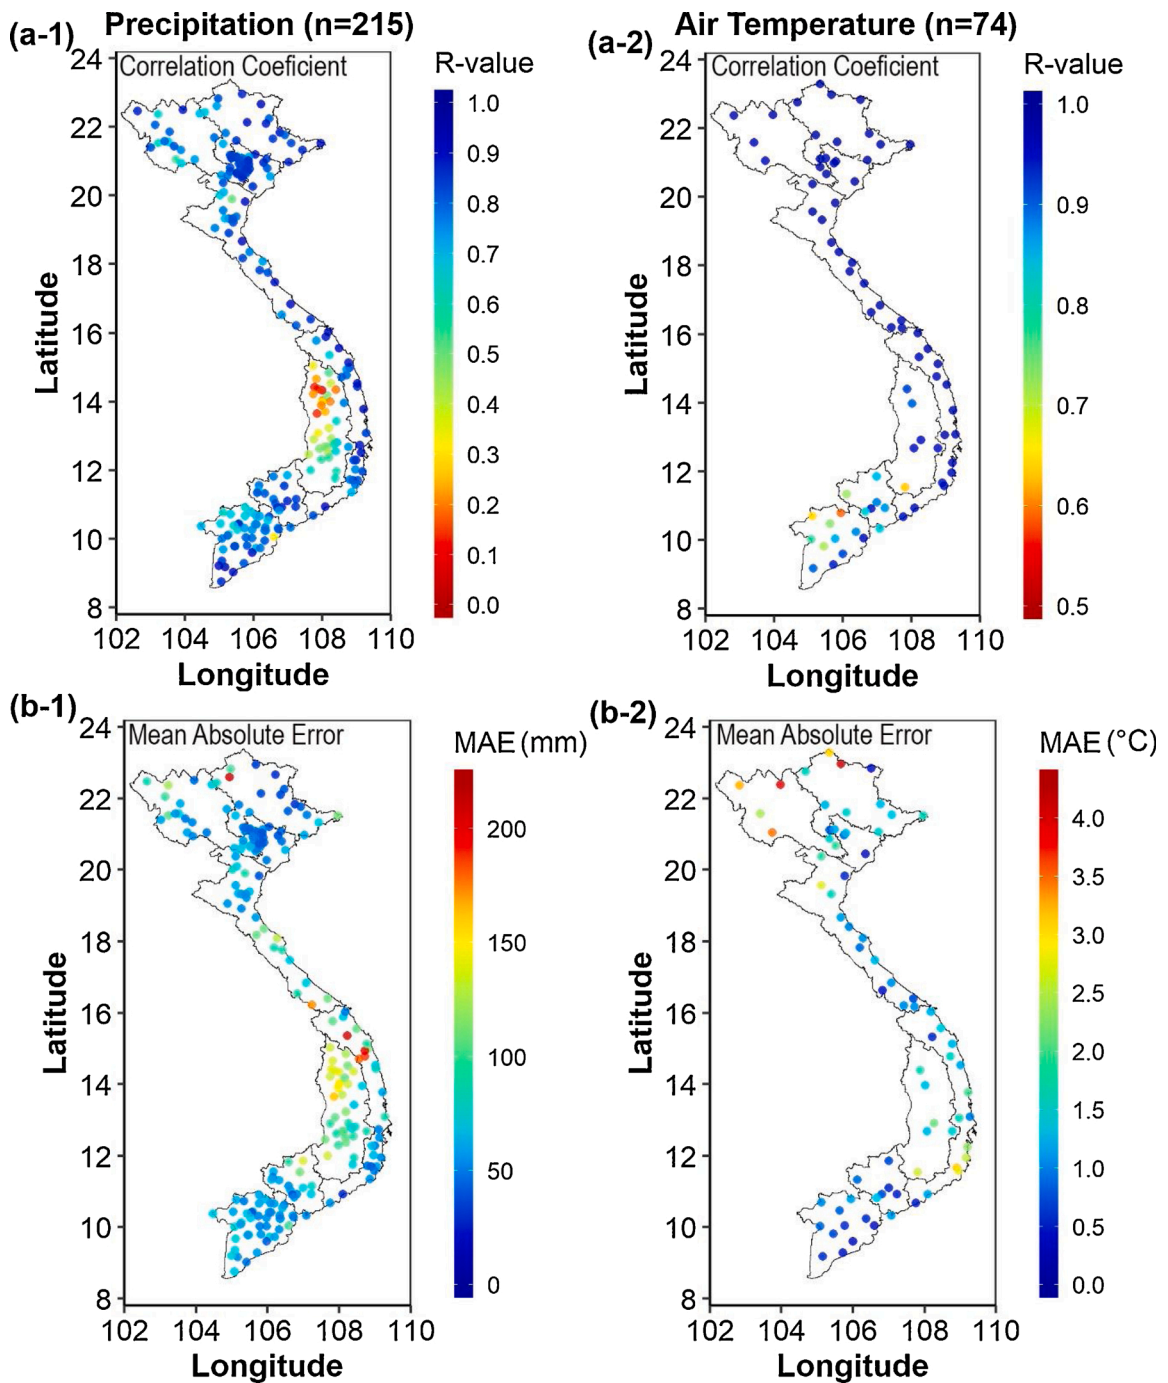 (a-1)
Precipitation (n=215)
Correlation Coeficient
R-value
1.0
0.9
0.8
0.7
0.6
0.5
0.4
0.3
0.2
0.1
0.0
24
22
20
18
16
14
12
10
8
Latitude
102 104 106 108 110
Longitude
(a-2)
Air Temperature (n=74)
Correlation Coeficient
R-value
1.0
0.9
0.8
0.7
0.6
0.5
24
22
20
18
16
14
12
10
8
Latitude
102 104 106 108 110
Longitude
(b-1)
Mean Absolute Error
MAE (mm)
200
150
100
50
0
24
22
20
18
16
14
12
10
8
Latitude
102 104 106 108 110
Longitude
(b-2)
Mean Absolute Error
MAE (°C)
4.0
3.5
3.0
2.5
2.0
1.5
1.0
0.5
0.0
24
22
20
18
16
14
12
10
8
Latitude
102 104 106 108 110
Longitude